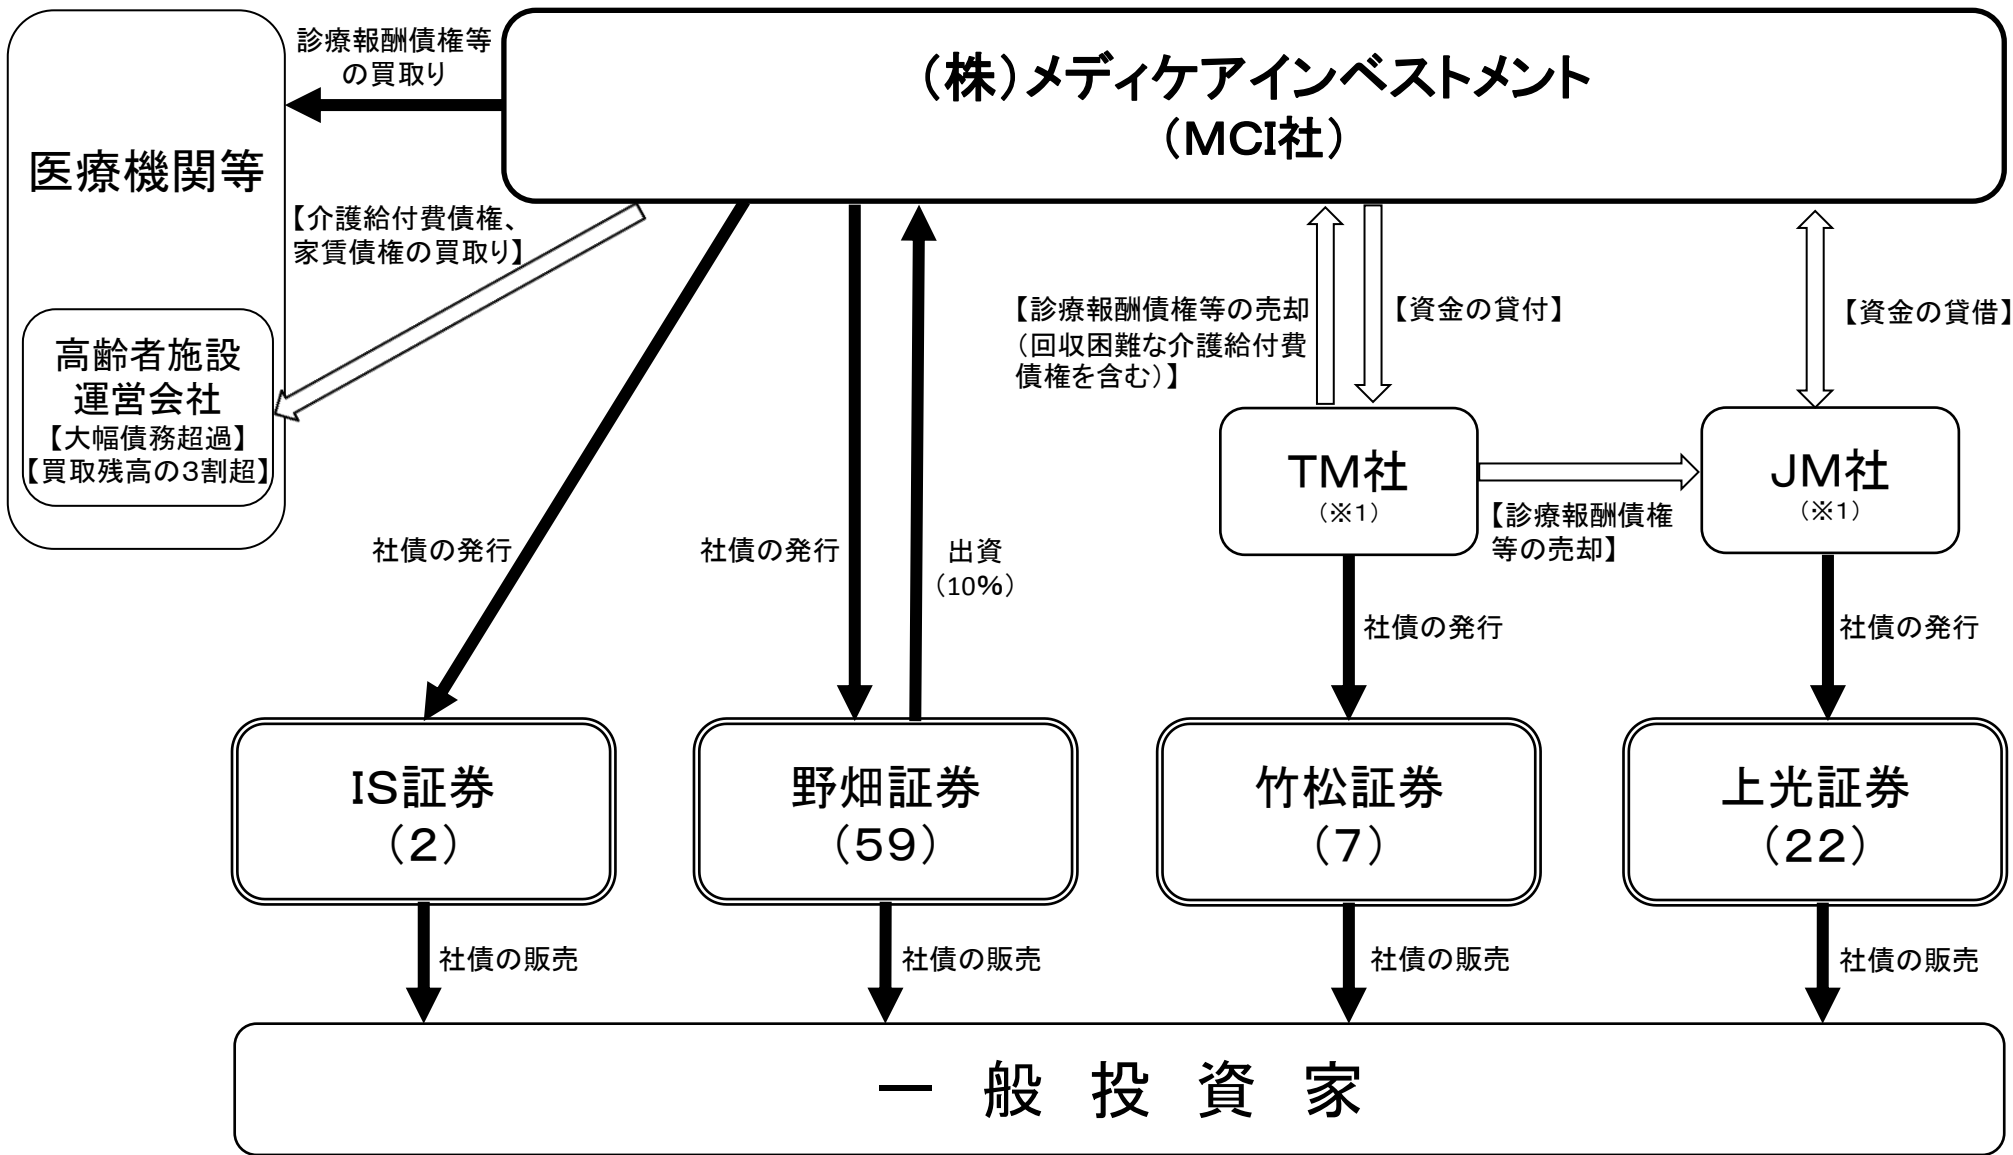 診療報酬債権等
の買取り
(株)メディケアインベストメント
(MCI社)
医療機関等
【介護給付費債権、
家賃債権の買取り】
高齢者施設
運営会社
【大幅債務超過】
【買取残高の3割超】
【診療報酬債権等の売却
(回収困難な介護給付費
債権を含む)】
【資金の貸付】
【資金の貸借】
TM社
(※1)
JM社
(※1)
【診療報酬債権
等の売却】
社債の発行
社債の発行
出資
(10%)
社債の発行
社債の発行
IS証券
(2)
野畑証券
(59)
竹松証券
(7)
上光証券
(22)
社債の販売
社債の販売
社債の販売
社債の販売
一般投資家